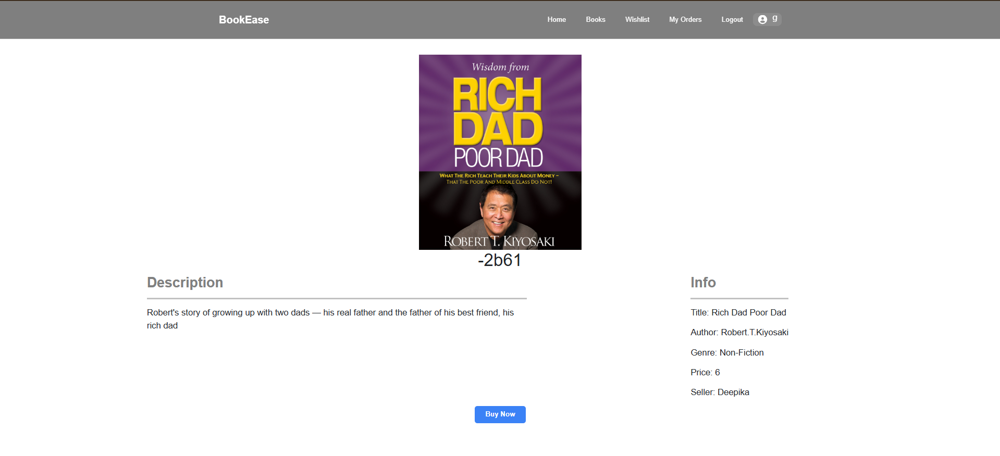 BookEase
Home Books Wishlist My Orders Logout g
Wisdom from
RICH
DAD
POOR DAD
WHAT THE RICH TEACH THEIR KIDS ABOUT MONEY –
THAT THE POOR AND MIDDLE CLASS DO NOT!
ROBERT T. KIYOSAKI
-2b61
Description
Robert's story of growing up with two dads — his real father and the father of his best friend, his
rich dad
Info
Title: Rich Dad Poor Dad
Author: Robert.T.Kiyosaki
Genre: Non-Fiction
Price: 6
Seller: Deepika
Buy Now